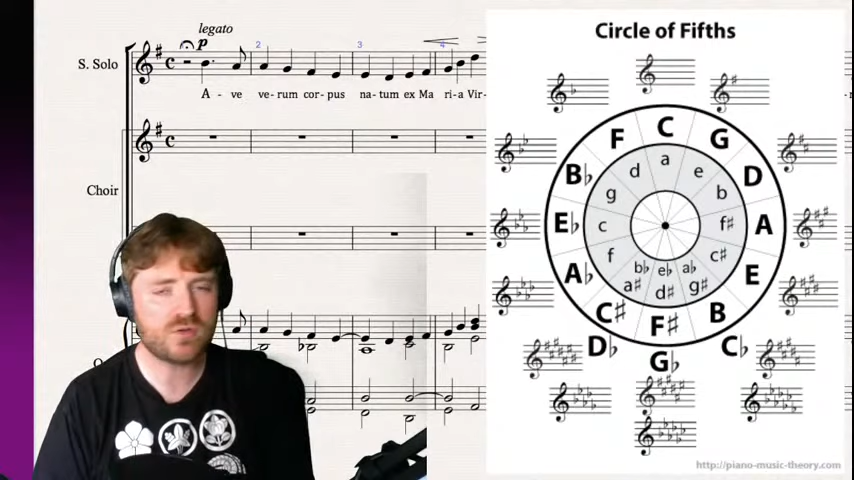 legato
p
2
3
4
S. Solo
A - ve ve- rum cor- pus na- tum ex Ma ri- a Vir-
Choir
Circle of Fifths
C
G
D
A
E
B
C♭
F♯
G♭
C♯
D♭
A♭
E♭
B♭
F
a
e
b
f♯
c♯
g♯
a♭
d♯
e♭
a♯
b♭
f
c
g
d
http://piano-music-theory.com